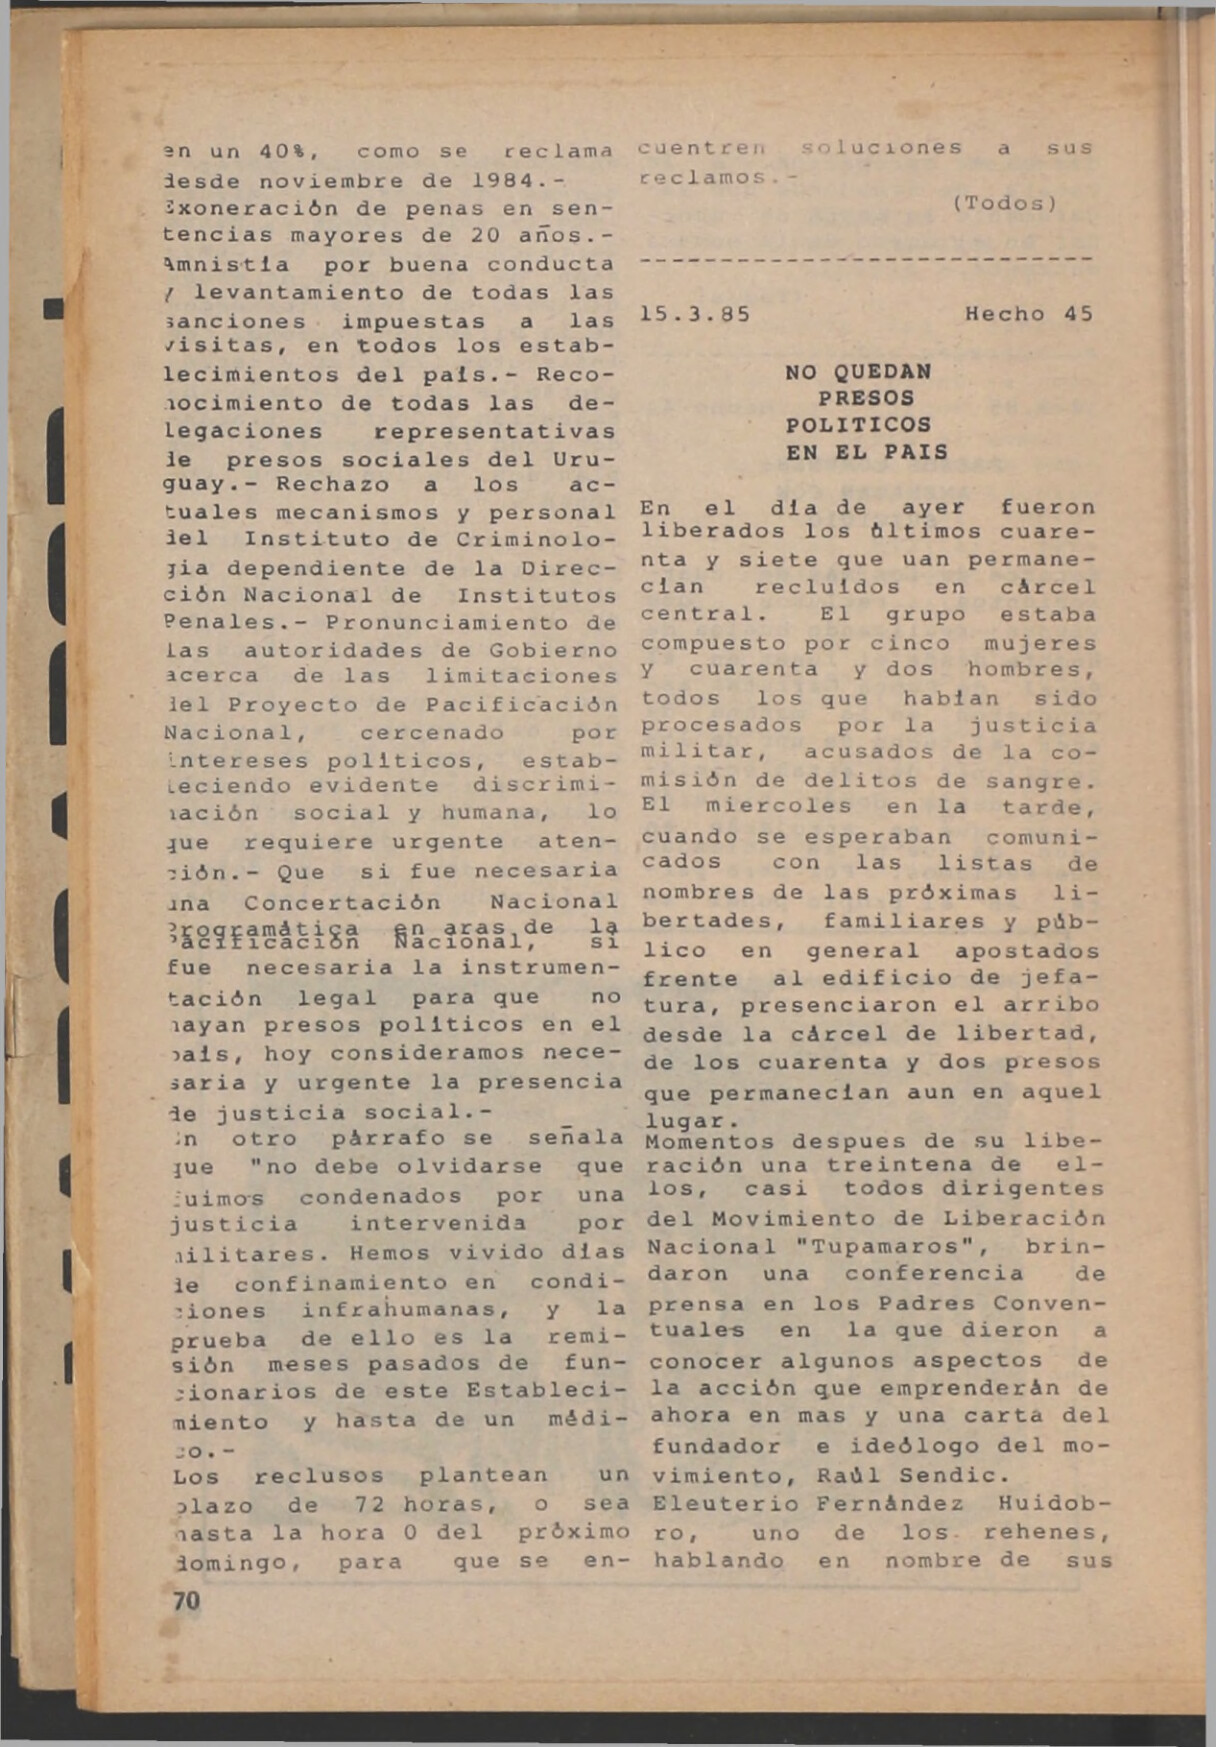 en un 40%, como se reclama
desde noviembre de 1984.-
Exoneración de penas en sen-
tencias mayores de 20 años.-
Amnistía por buena conducta
y levantamiento de todas las
sanciones impuestas a las
visitas, en todos los estab-
lecimientos del país.- Reco-
nocimiento de todas las de-
legaciones representativas
de presos sociales del Uru-
guay.- Rechazo a los ac-
tuales mecanismos y personal
del Instituto de Criminolo-
gia dependiente de la Direc-
ción Nacional de Institutos
Penales.- Pronunciamiento de
las autoridades de Gobierno
acerca de las limitaciones
del Proyecto de Pacificación
Nacional, cercenado por
intereses políticos, estab-
leciendo evidente discrimi-
nación social y humana, lo
que requiere urgente aten-
ción.- Que si fue necesaria
una Concertación Nacional
Programática en aras de la
Pacificación Nacional, si
fue necesaria la instrumen-
tación legal para que no
hayan presos políticos en el
país, hoy consideramos nece-
saria y urgente la presencia
de justicia social.-
En otro párrafo se señala
que "no debe olvidarse que
fuimos condenados por una
justicia intervenida por
militares. Hemos vivido días
de confinamiento en condi-
ciones infrahumanas, y la
prueba de ello es la remi-
sión meses pasados de fun-
cionarios de este Estableci-
miento y hasta de un médi-
co.-
Los reclusos plantean un
plazo de 72 horas, o sea
hasta la hora 0 del próximo
domingo, para que se en-
cuentren soluciones a sus
reclamos.-
(Todos)
----------------------------
15.3.85 Hecho 45
NO QUEDAN
PRESOS
POLITICOS
EN EL PAIS
En el día de ayer fueron
liberados los últimos cuare-
nta y siete que uan permane-
cían recluídos en cárcel
central. El grupo estaba
compuesto por cinco mujeres
y cuarenta y dos hombres,
todos los que habían sido
procesados por la justicia
militar, acusados de la co-
misión de delitos de sangre.
El miercoles en la tarde,
cuando se esperaban comuni-
cados con las listas de
nombres de las próximas li-
bertades, familiares y púb-
lico en general apostados
frente al edificio de jefa-
tura, presenciaron el arribo
desde la cárcel de libertad,
de los cuarenta y dos presos
que permanecían aun en aquel
lugar.
Momentos despues de su libe-
ración una treintena de el-
los, casi todos dirigentes
del Movimiento de Liberación
Nacional "Tupamaros", brin-
daron una conferencia de
prensa en los Padres Conven-
tuales en la que dieron a
conocer algunos aspectos de
la acción que emprenderán de
ahora en mas y una carta del
fundador e ideólogo del mo-
vimiento, Raúl Sendic.
Eleuterio Fernández Huidob-
ro, uno de los rehenes,
hablando en nombre de sus
70